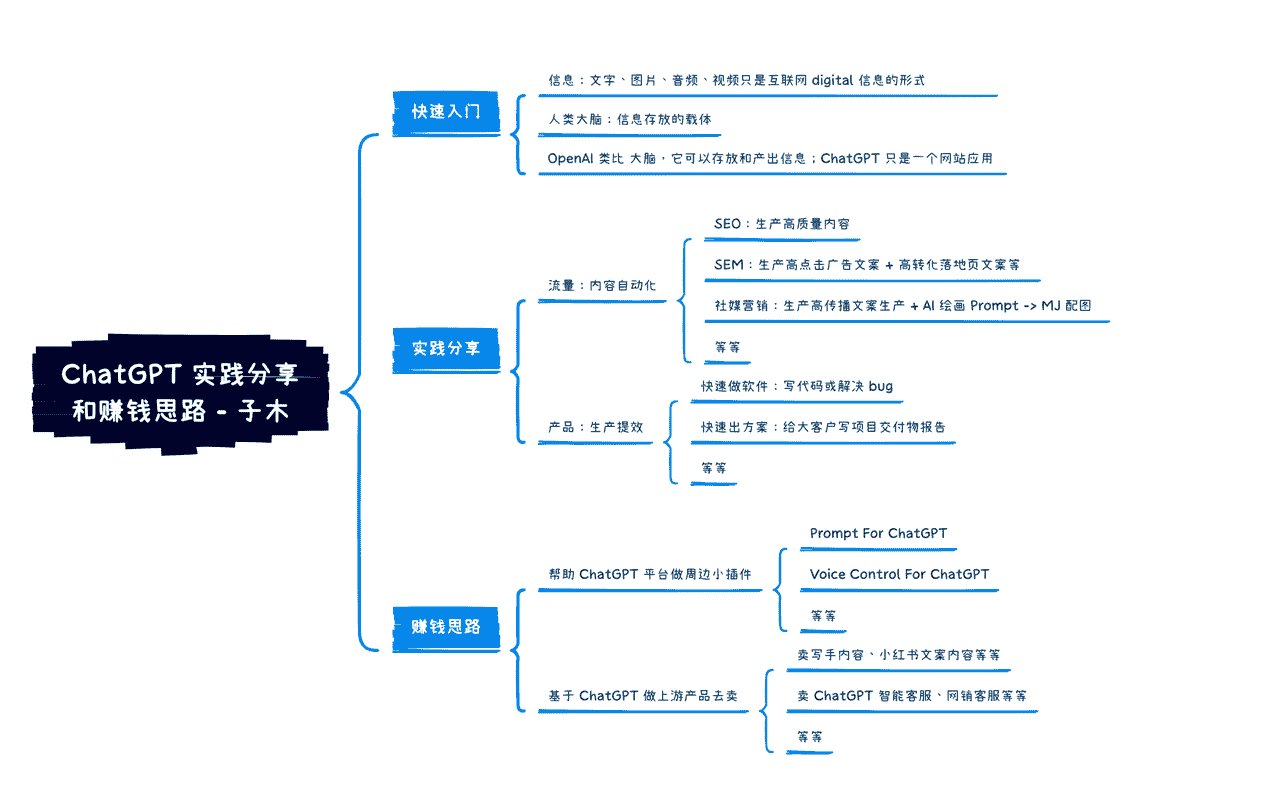 ChatGPT 实践分享
和赚钱思路 - 子木
快速入门
信息：文字、图片、音频、视频只是互联网 digital 信息的形式
人类大脑：信息存放的载体
OpenAI 类比 大脑，它可以存放和产出信息；ChatGPT 只是一个网站应用
实践分享
流量：内容自动化
SEO：生产高质量内容
SEM：生产高点击广告文案 + 高转化落地页文案等
社媒营销：生产高传播文案生产 + AI 绘画 Prompt -> MJ 配图
等等
产品：生产提效
快速做软件：写代码或解决 bug
快速出方案：给大客户写项目交付物报告
等等
赚钱思路
帮助 ChatGPT 平台做周边小插件
Prompt For ChatGPT
Voice Control For ChatGPT
等等
基于 ChatGPT 做上游产品去卖
卖写手内容、小红书文案内容等等
卖 ChatGPT 智能客服、网销客服等等
等等